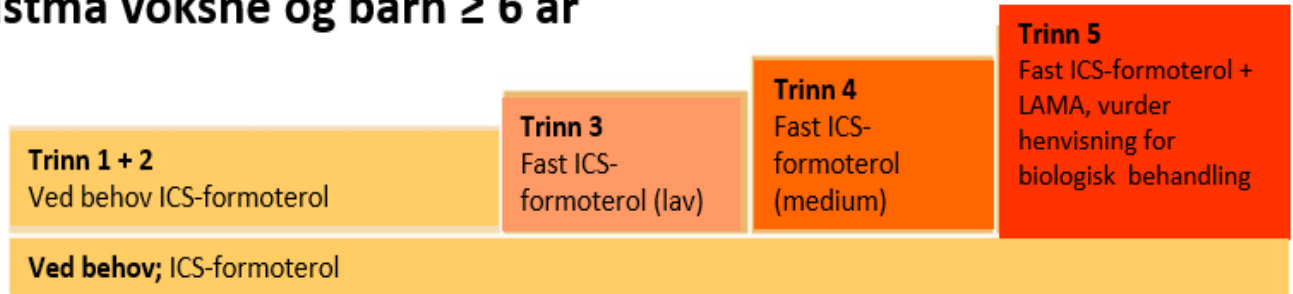 astma voksne og barn ≥ 6 år
Trinn 1 + 2
Ved behov ICS-formoterol
Trinn 3
Fast ICS-
formoterol (lav)
Trinn 4
Fast ICS-
formoterol
(medium)
Trinn 5
Fast ICS-formoterol +
LAMA, vurder
henvisning for
biologisk behandling
Ved behov; ICS-formoterol